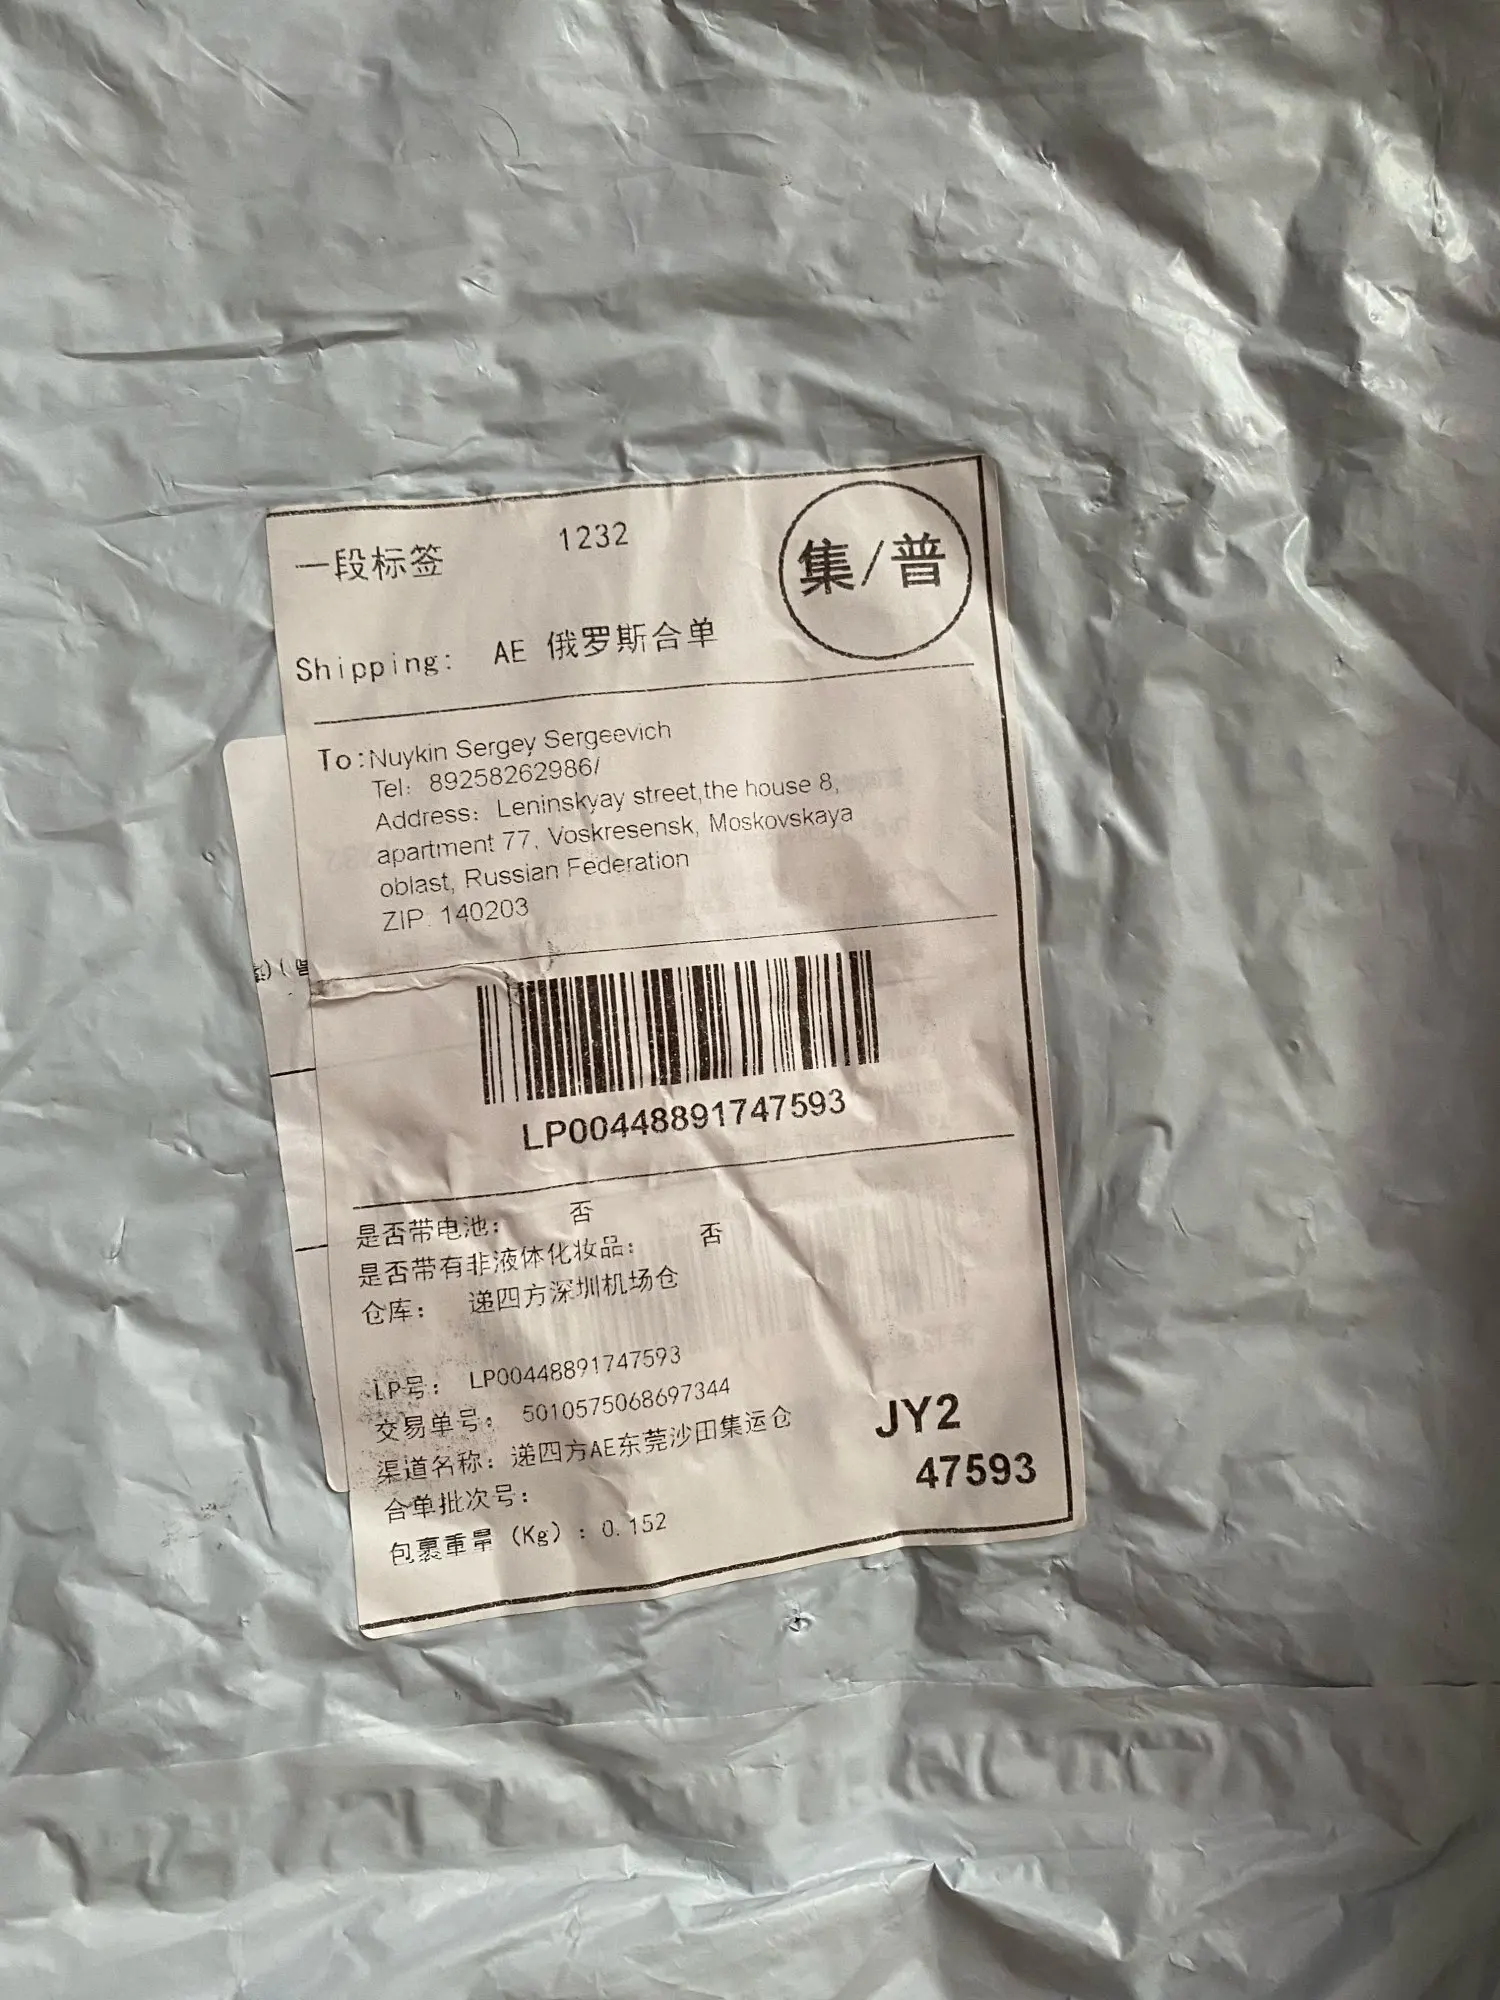 一段标签 1232 集/普
Shipping: AE 俄罗斯合单
To:Nuykin Sergey Sergeevich
Tel: 89258262986/
Address: Leninskyay street,the house 8,
apartment 77, Voskresensk, Moskovskaya
oblast, Russian Federation
ZIP: 140203
LP00448891747593
是否带电池: 否
是否带有非液体化妆品: 否
仓库: 递四方深圳机场仓
LP号: LP00448891747593
交易单号: 5010575068697344
渠道名称: 递四方AE东莞沙田集运仓
合单批次号:
包裹重量 (Kg) : 0.152
JY2
47593